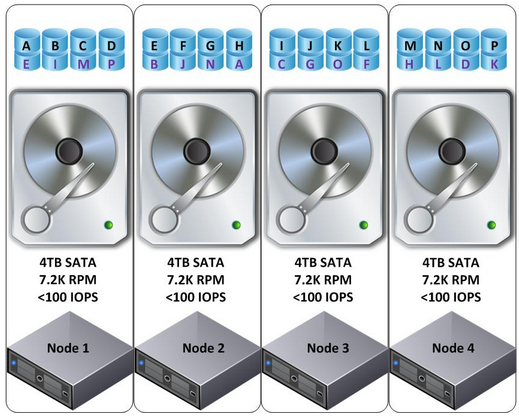 A B C D
E I M P
4TB SATA
7.2K RPM
<100 IOPS
Node 1
E F G H
B J N A
4TB SATA
7.2K RPM
<100 IOPS
Node 2
I J K L
C G O F
4TB SATA
7.2K RPM
<100 IOPS
Node 3
M N O P
H L D K
4TB SATA
7.2K RPM
<100 IOPS
Node 4